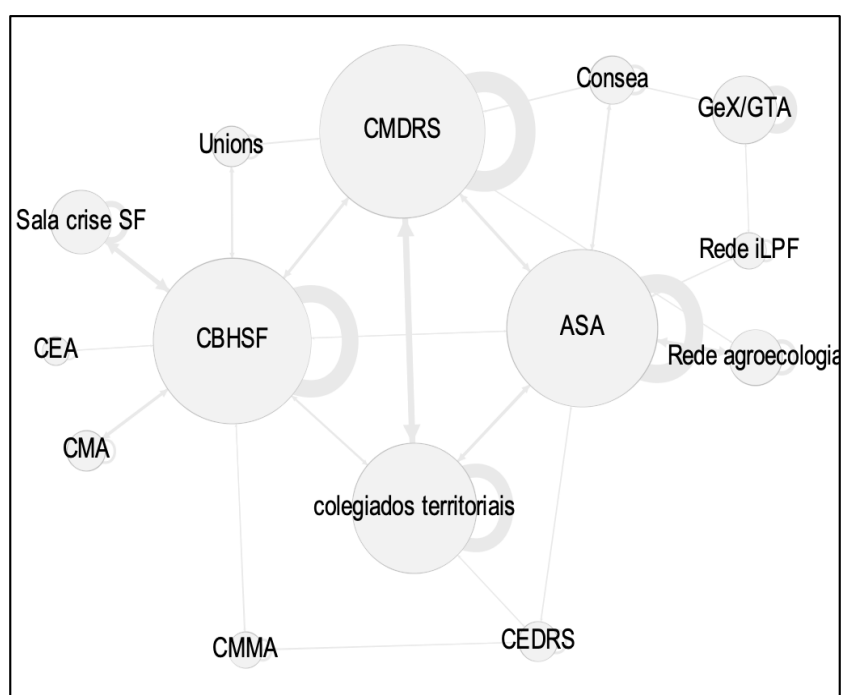 Consea
GeX/GTA
CMDRS
Unions
Sala crise SF
Rede iLPF
ASA
CBHSF
CEA
Rede agroecologia
CMA
colegiados territoriais
CMMA
CEDRS